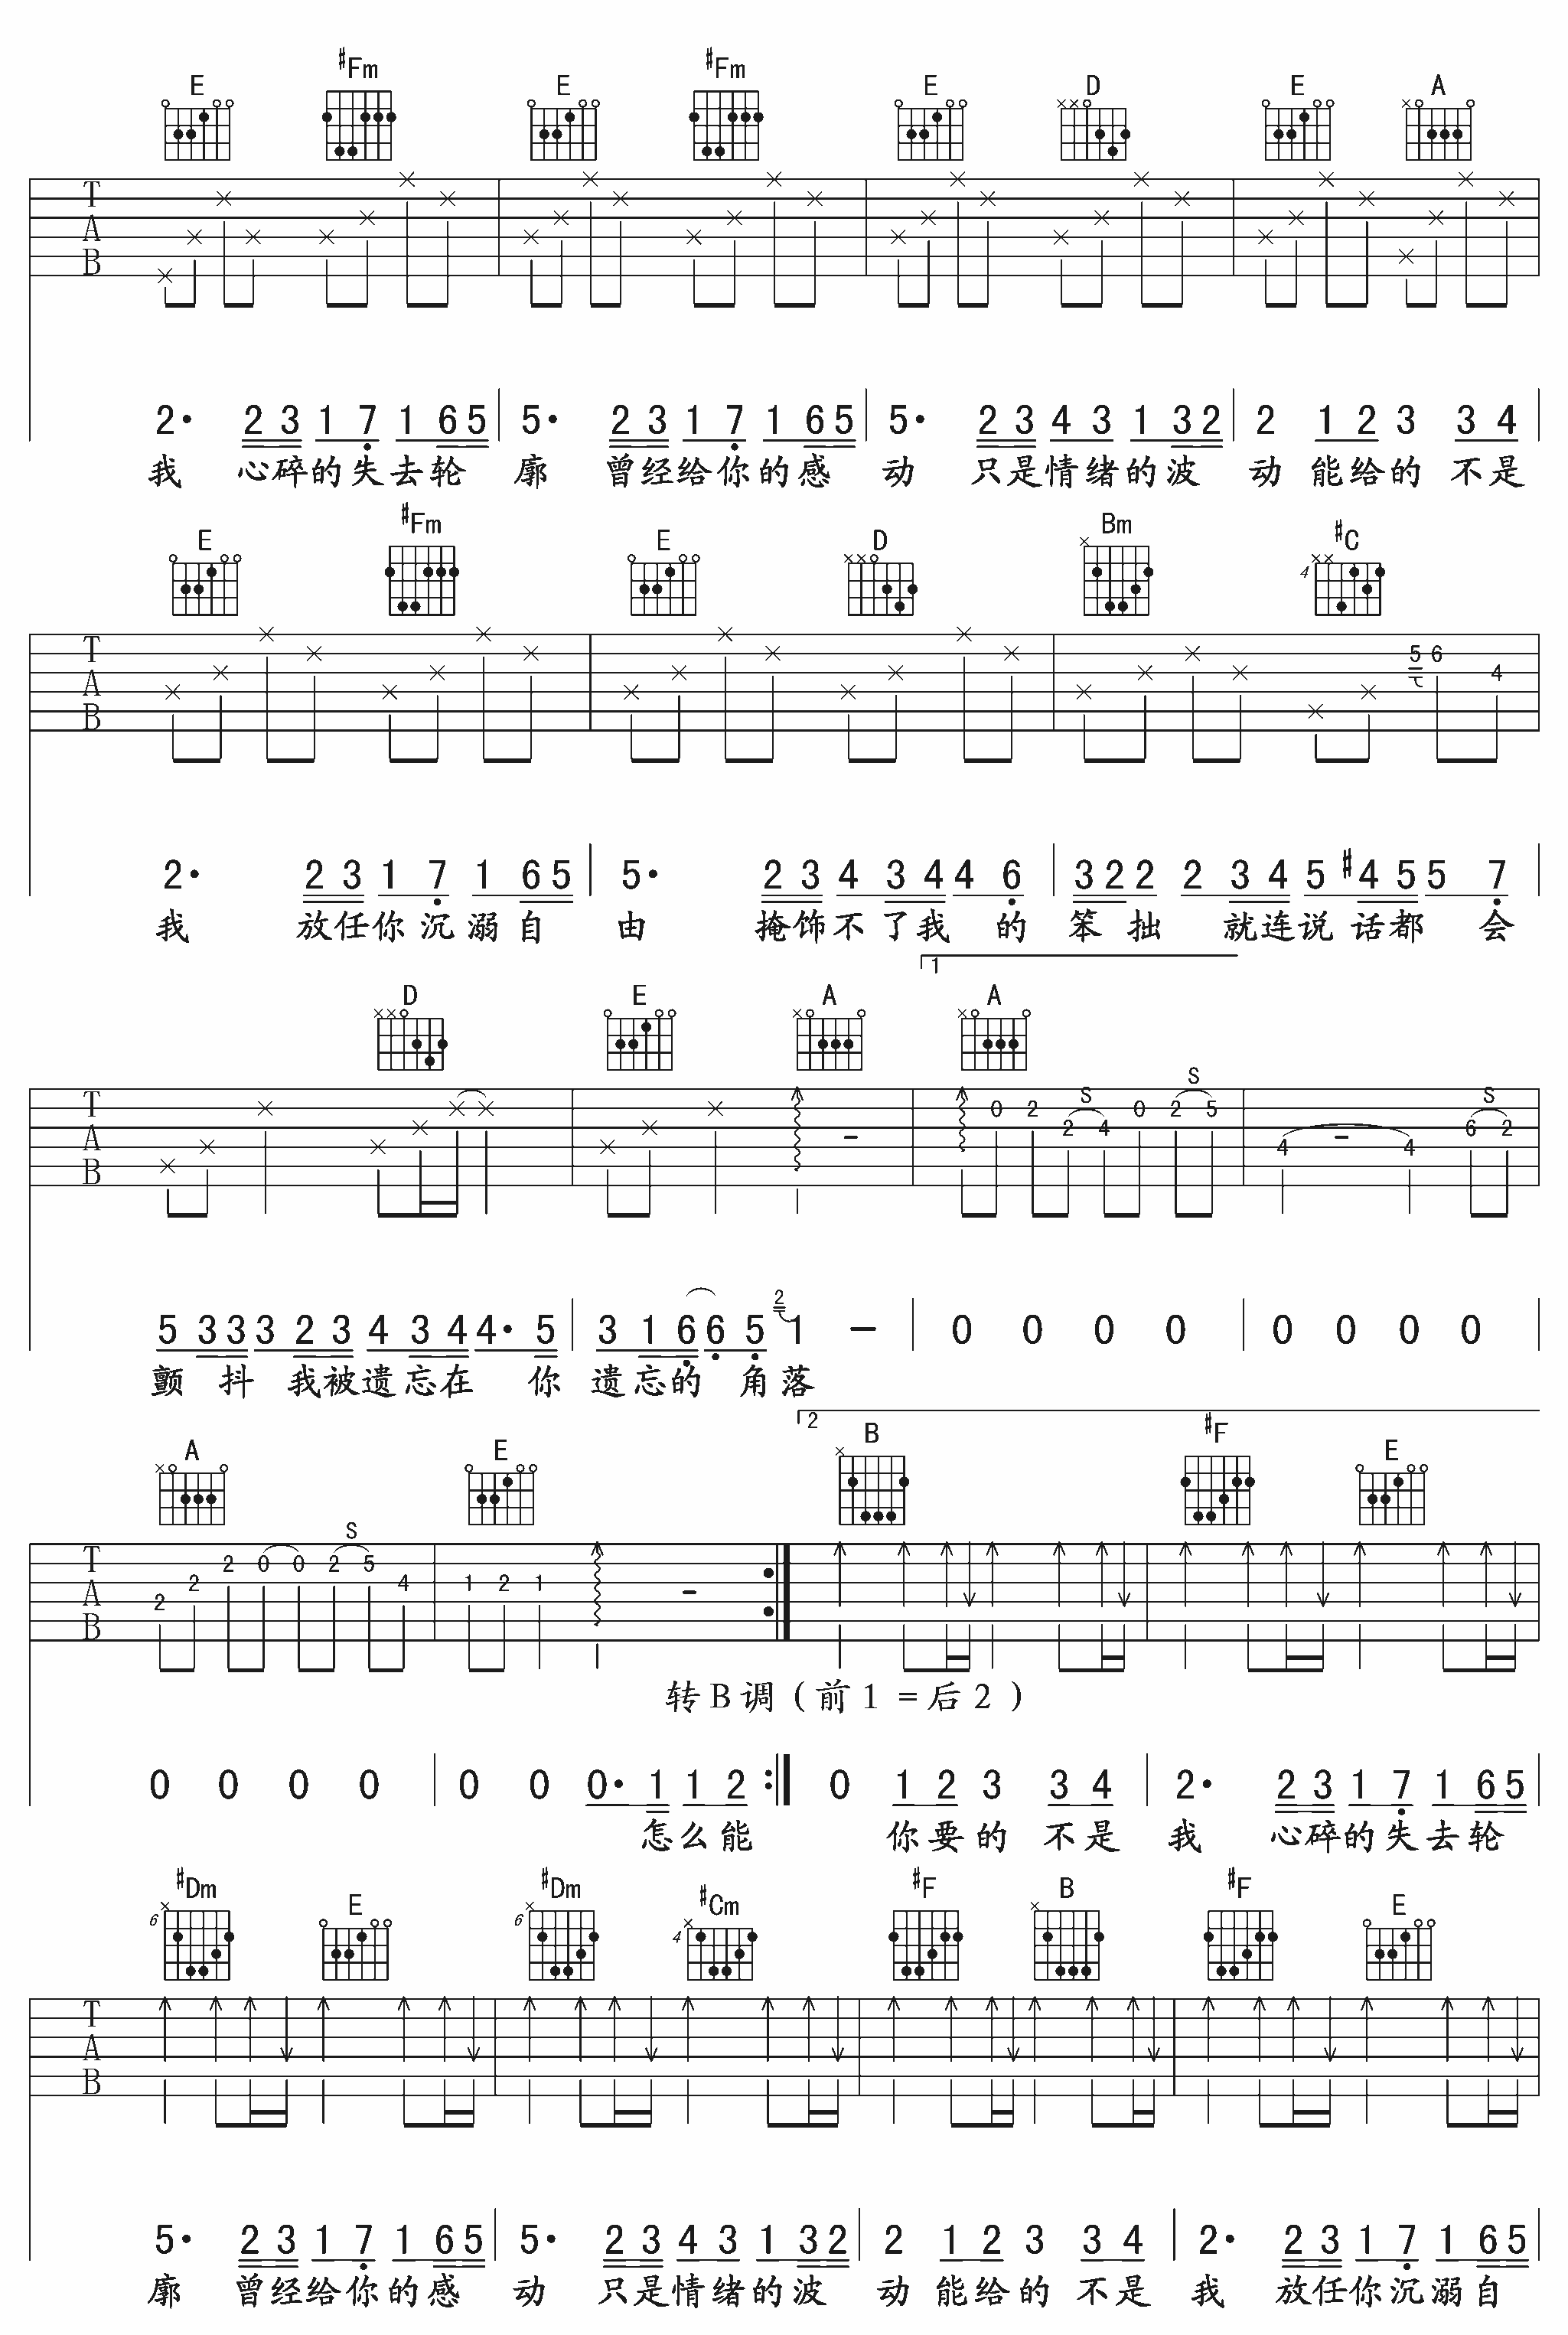 E #Fm E #Fm E D E A
T
A
B
2· 2 3 1 7 1 6 5 5· 2 3 1 7 1 6 5 5· 2 3 4 3 1 3 2 2 1 2 3 3 4
我 心碎的失去轮 廓 曾经给你的感 动 只是情绪的波 动 能给的 不是
E #Fm E D Bm #C
4
T 5 6
A 4
B
2· 2 3 1 7 1 6 5 5· 2 3 4 3 4 4 6 3 2 2 2 3 4 5 #4 5 5 7
我 放任你沉溺自 由 掩饰不了我 的 笨拙 就连说话都 会
1
D E A A
S S S
T 0 2 0 2 5
2 4 6 2
A – 4 – 4
B
2
5 3 3 3 2 3 4 3 4 4· 5 3 1 6 6 5 1 – 0 0 0 0 0 0 0 0
颤 抖 我被遗忘在 你 遗忘的 角落
2
A E B #F E
S
T 2 0 0 2 5
2 4 1 2 1
A 2 –
B
转B调(前1 =后2 )
0 0 0 0 0 0 0· 1 1 2 :‖ 0 1 2 3 3 4 2· 2 3 1 7 1 6 5
怎么能 你要的 不是 我 心碎的失去轮
#Dm E #Dm #Cm #F B #F E
6 6 4
T
A
B
5· 2 3 1 7 1 6 5 5· 2 3 4 3 1 3 2 2 1 2 3 3 4 2· 2 3 1 7 1 6 5
廓 曾经给你的感 动 只是情绪的波 动 能给的 不是 我 放任你沉溺自